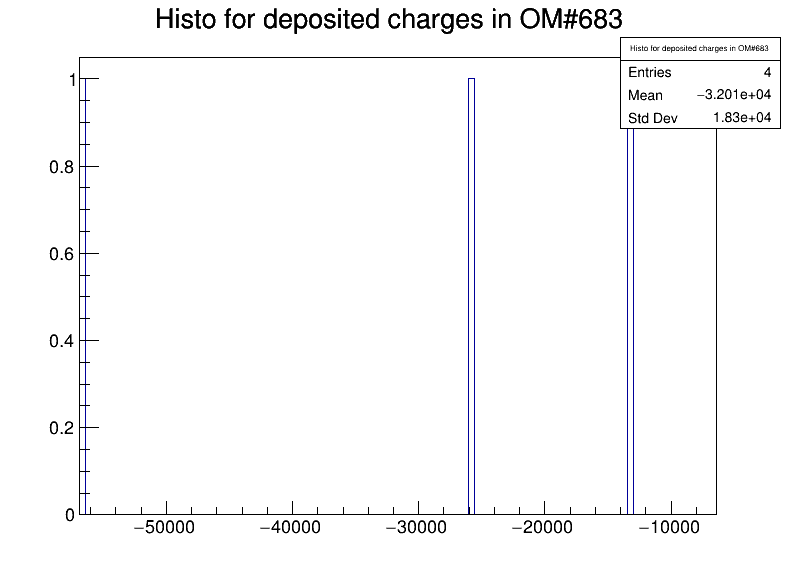 Histo for deposited charges in OM#683
Histo for deposited charges in OM#683
Entries 4
Mean −3.201e+04
Std Dev 1.83e+04
1
0.8
0.6
0.4
0.2
0
−50000 −40000 −30000 −20000 −10000